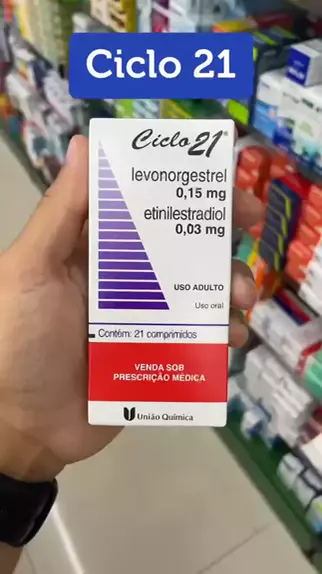 Ciclo 21
Ciclo 21®
levonorgestrel
0,15 mg
etinilestradiol
0,03 mg
USO ADULTO
Uso oral
Contém: 21 comprimidos
VENDA SOB
PRESCRIÇÃO MÉDICA
União Química